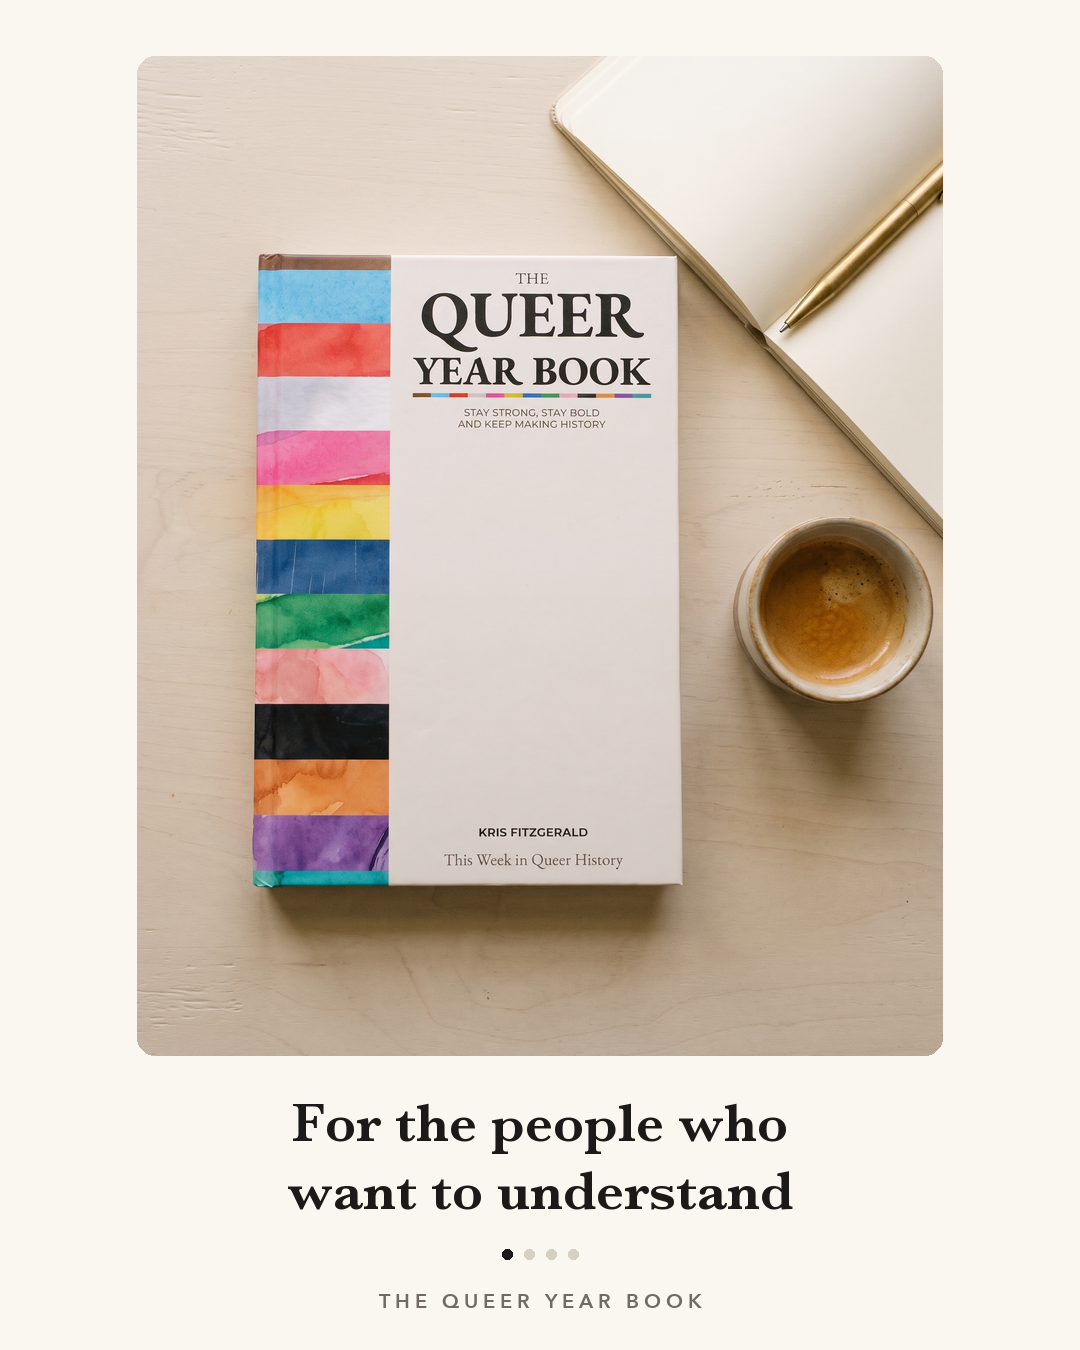 THE
QUEER
YEAR BOOK
STAY STRONG, STAY BOLD
AND KEEP MAKING HISTORY
KRIS FITZGERALD
This Week in Queer History
For the people who
want to understand
THE QUEER YEAR BOOK